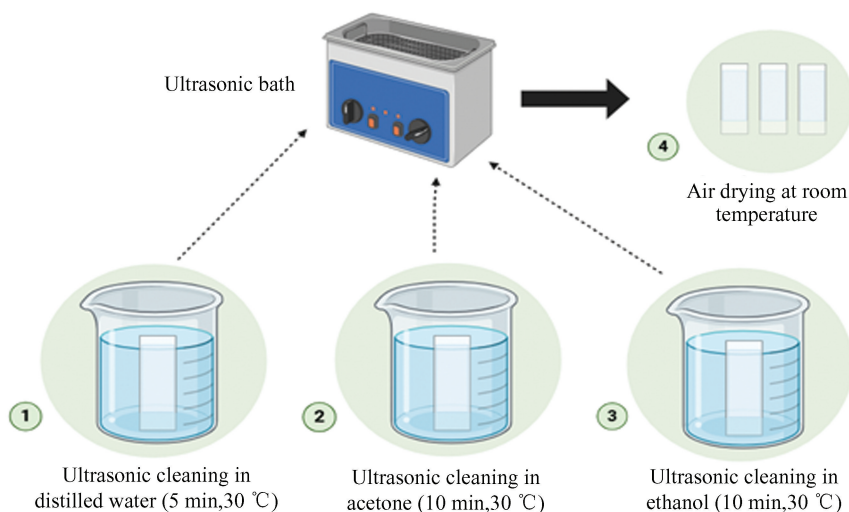 Ultrasonic bath
4
Air drying at room
temperature
1
Ultrasonic cleaning in
distilled water (5 min,30 ℃)
2
Ultrasonic cleaning in
acetone (10 min,30 ℃)
3
Ultrasonic cleaning in
ethanol (10 min,30 ℃)